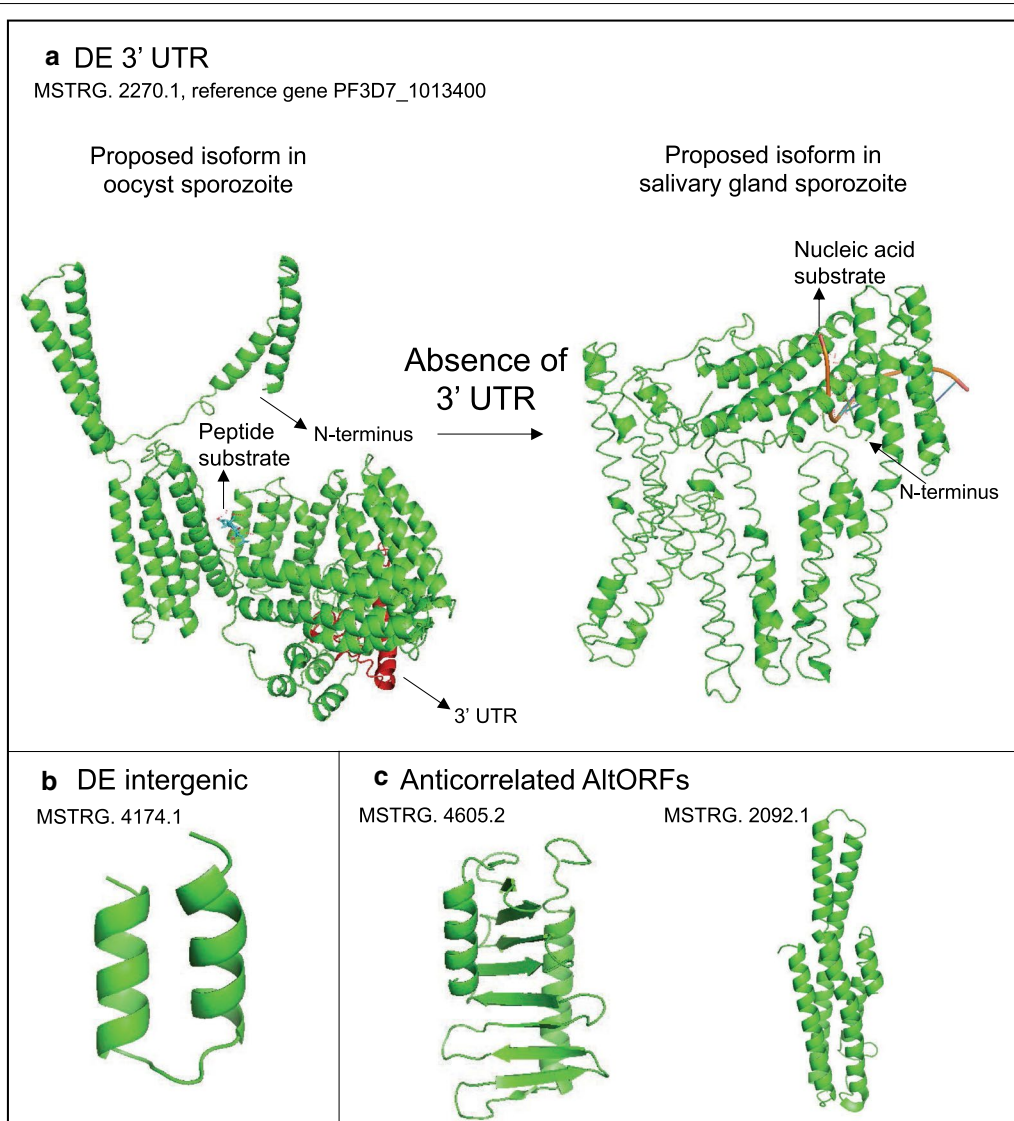 a DE 3’ UTR
MSTRG. 2270.1, reference gene PF3D7_1013400
Proposed isoform in
oocyst sporozoite
Proposed isoform in
salivary gland sporozoite
Nucleic acid
substrate
Absence of
3’ UTR
Peptide
substrate
N-terminus
N-terminus
3’ UTR
b DE intergenic
MSTRG. 4174.1
c Anticorrelated AltORFs
MSTRG. 4605.2
MSTRG. 2092.1